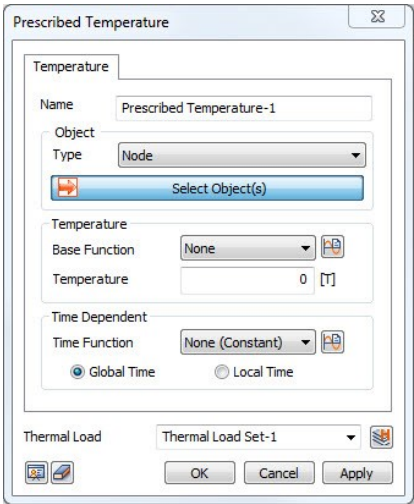 Prescribed Temperature
Temperature
Name Prescribed Temperature-1
Object
Type Node
Select Object(s)
Temperature
Base Function None
Temperature 0 [T]
Time Dependent
Time Function None (Constant)
Global Time Local Time
Thermal Load Thermal Load Set-1
OK Cancel Apply